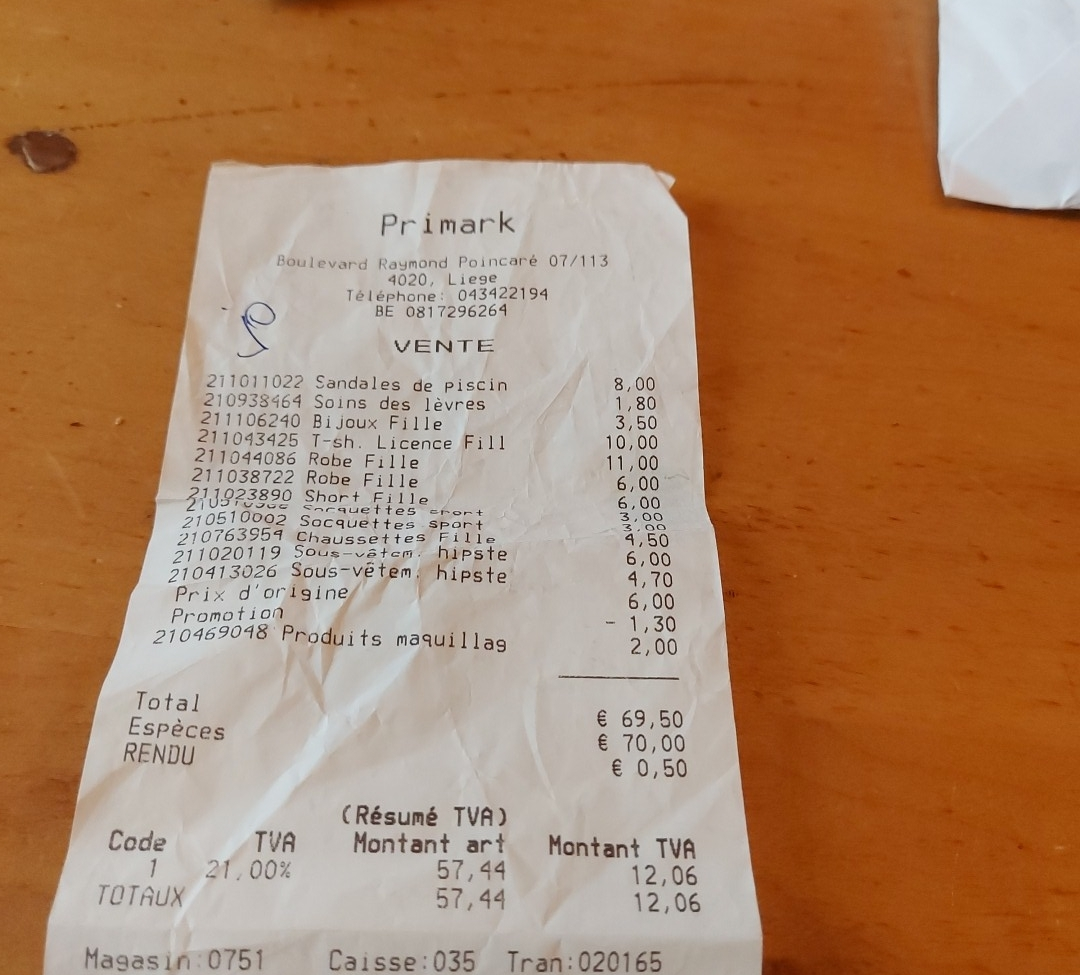 Primark
Boulevard Raymond Poincaré 07/113
4020, Liege
Téléphone: 043422194
BE 0817296264
VENTE
211011022 Sandales de piscin 8,00
210938464 Soins des lèvres 1,80
211106240 Bijoux Fille 3,50
211043425 T-sh. Licence Fill 10,00
211044086 Robe Fille 11,00
211038722 Robe Fille 6,00
211023890 Short Fille 6,00
Socquettes sport 3,00
210510002 Socquettes sport 3,00
210763954 Chaussettes Fille 4,50
211020119 Sous-vêtem. hipste 6,00
210413026 Sous-vêtem. hipste 4,70
Prix d'origine 6,00
Promotion - 1,30
210469048 Produits maquillag 2,00
Total € 69,50
Espèces € 70,00
RENDU € 0,50
(Résumé TVA)
Code TVA Montant art Montant TVA
1 21,00% 57,44 12,06
TOTAUX 57,44 12,06
Magasin:0751 Caisse:035 Tran:020165